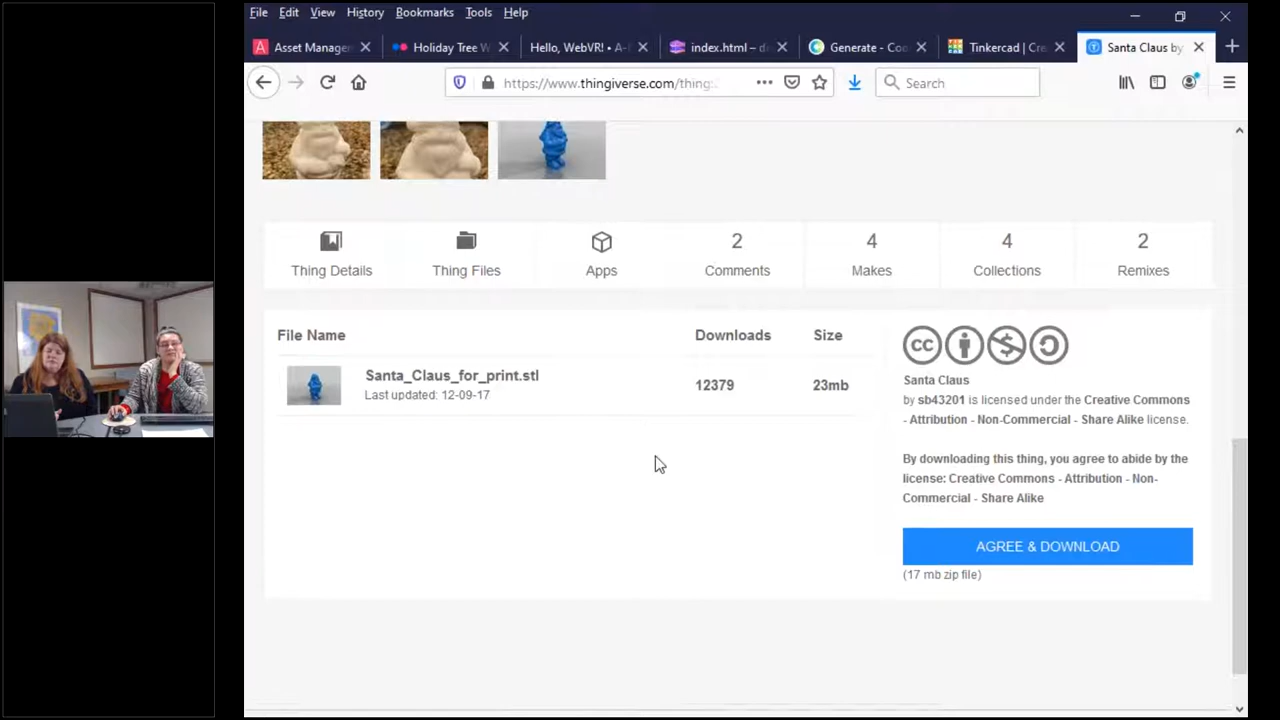 File Edit View History Bookmarks Tools Help
Asset Manager Holiday Tree W Hello, WebVR! • A- index.html – d Generate - Coo Tinkercad | Cre Santa Claus by
https://www.thingiverse.com/thing: Search
Thing Details Thing Files Apps 2 Comments 4 Makes 4 Collections 2 Remixes
File Name Downloads Size
Santa_Claus_for_print.stl 12379 23mb
Last updated: 12-09-17
cc
Santa Claus
by sb43201 is licensed under the Creative Commons
- Attribution - Non-Commercial - Share Alike license.
By downloading this thing, you agree to abide by the
license: Creative Commons - Attribution - Non-
Commercial - Share Alike
AGREE & DOWNLOAD
(17 mb zip file)